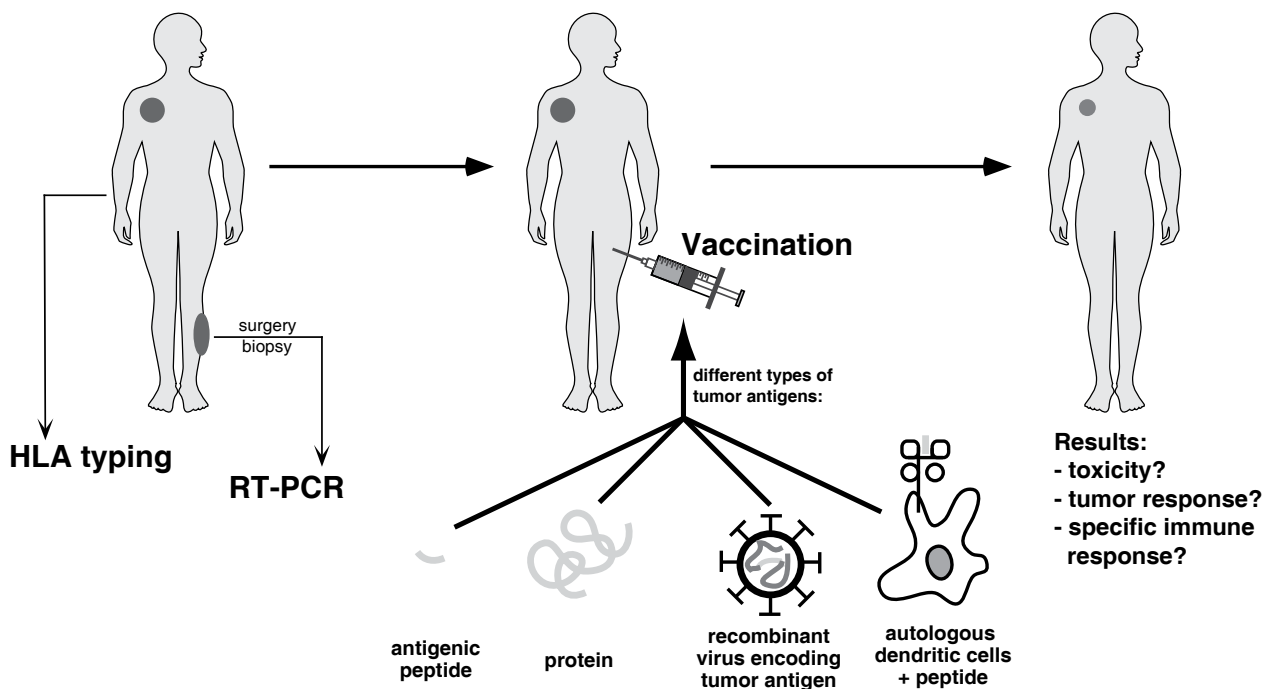 surgery
biopsy
HLA typing
RT-PCR
Vaccination
different types of
tumor antigens:
antigenic
peptide
protein
recombinant
virus encoding
tumor antigen
autologous
dendritic cells
+ peptide
Results:
- toxicity?
- tumor response?
- specific immune
response?